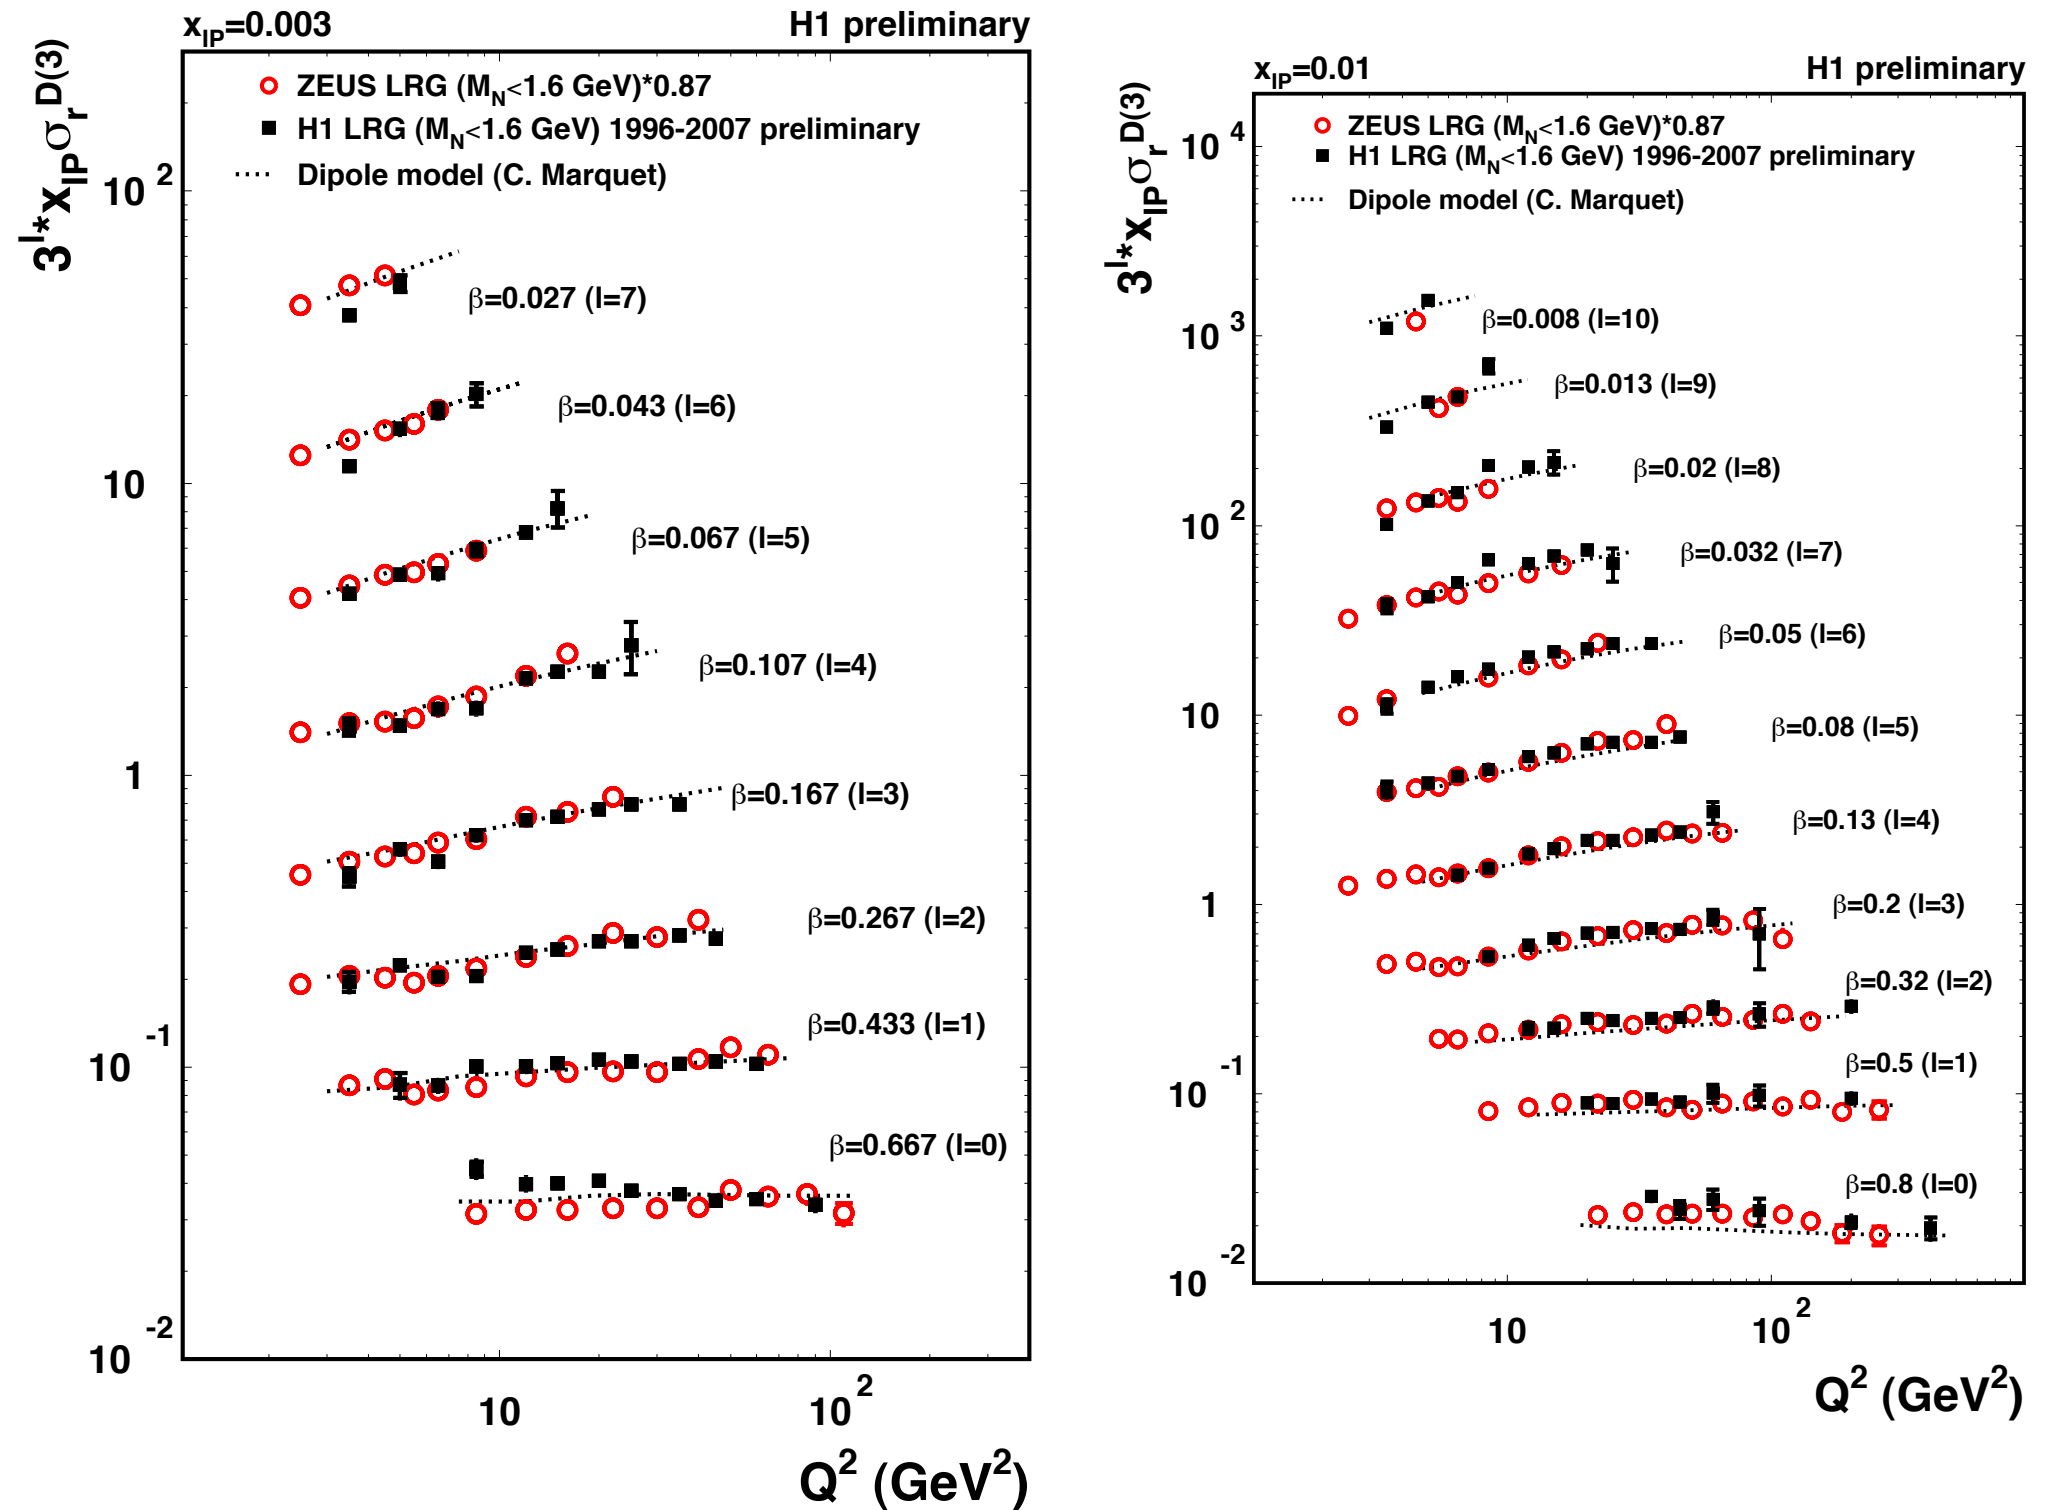 x_IP=0.003 H1 preliminary
3^l*x_IP σ_r^D(3)
ZEUS LRG (M_N<1.6 GeV)*0.87
H1 LRG (M_N<1.6 GeV) 1996-2007 preliminary
Dipole model (C. Marquet)
10^2
β=0.027 (l=7)
β=0.043 (l=6)
10
β=0.067 (l=5)
β=0.107 (l=4)
1
β=0.167 (l=3)
β=0.267 (l=2)
β=0.433 (l=1)
10^-1
β=0.667 (l=0)
10^-2
10 10^2
Q^2 (GeV^2)
x_IP=0.01 H1 preliminary
3^l*x_IP σ_r^D(3)
ZEUS LRG (M_N<1.6 GeV)*0.87
10^4
H1 LRG (M_N<1.6 GeV) 1996-2007 preliminary
Dipole model (C. Marquet)
β=0.008 (l=10)
10^3
β=0.013 (l=9)
β=0.02 (l=8)
10^2
β=0.032 (l=7)
β=0.05 (l=6)
10
β=0.08 (l=5)
β=0.13 (l=4)
1
β=0.2 (l=3)
β=0.32 (l=2)
β=0.5 (l=1)
10^-1
β=0.8 (l=0)
10^-2
10 10^2
Q^2 (GeV^2)